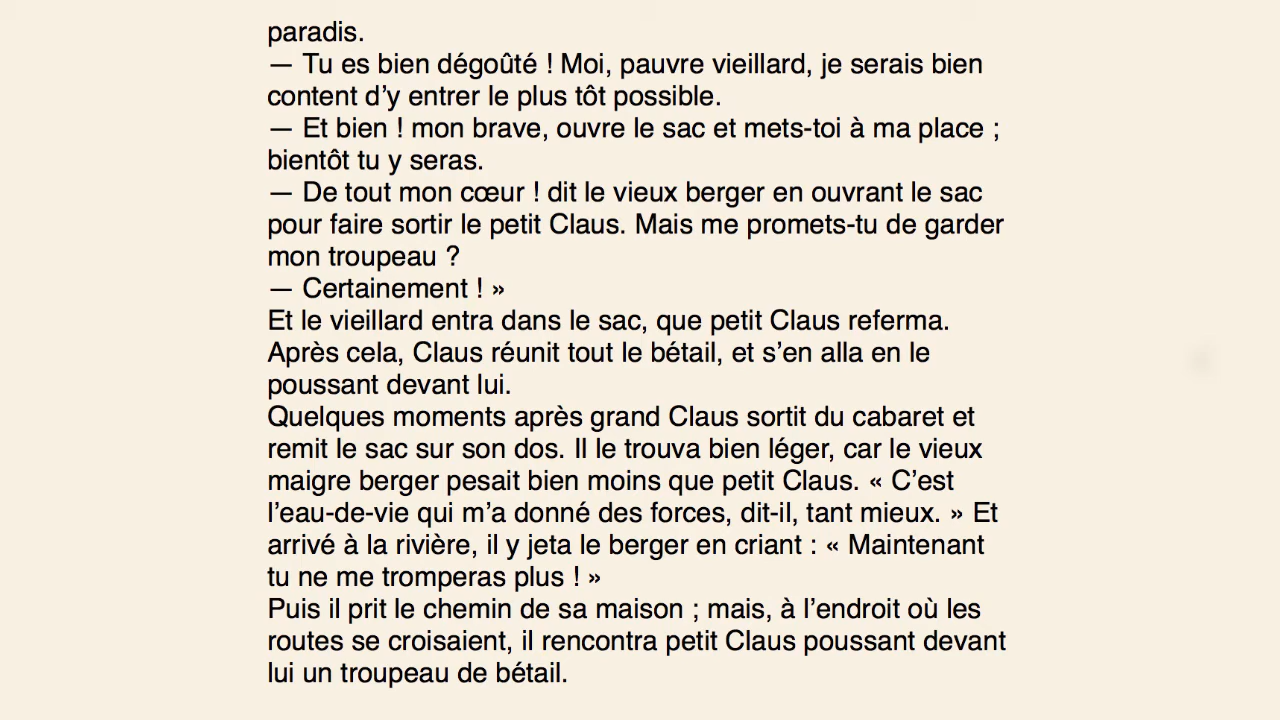 paradis.
— Tu es bien dégoûté ! Moi, pauvre vieillard, je serais bien
content d’y entrer le plus tôt possible.
— Et bien ! mon brave, ouvre le sac et mets-toi à ma place ;
bientôt tu y seras.
— De tout mon cœur ! dit le vieux berger en ouvrant le sac
pour faire sortir le petit Claus. Mais me promets-tu de garder
mon troupeau ?
— Certainement ! »
Et le vieillard entra dans le sac, que petit Claus referma.
Après cela, Claus réunit tout le bétail, et s’en alla en le
poussant devant lui.
Quelques moments après grand Claus sortit du cabaret et
remit le sac sur son dos. Il le trouva bien léger, car le vieux
maigre berger pesait bien moins que petit Claus. « C’est
l’eau-de-vie qui m’a donné des forces, dit-il, tant mieux. » Et
arrivé à la rivière, il y jeta le berger en criant : « Maintenant
tu ne me tromperas plus ! »
Puis il prit le chemin de sa maison ; mais, à l’endroit où les
routes se croisaient, il rencontra petit Claus poussant devant
lui un troupeau de bétail.